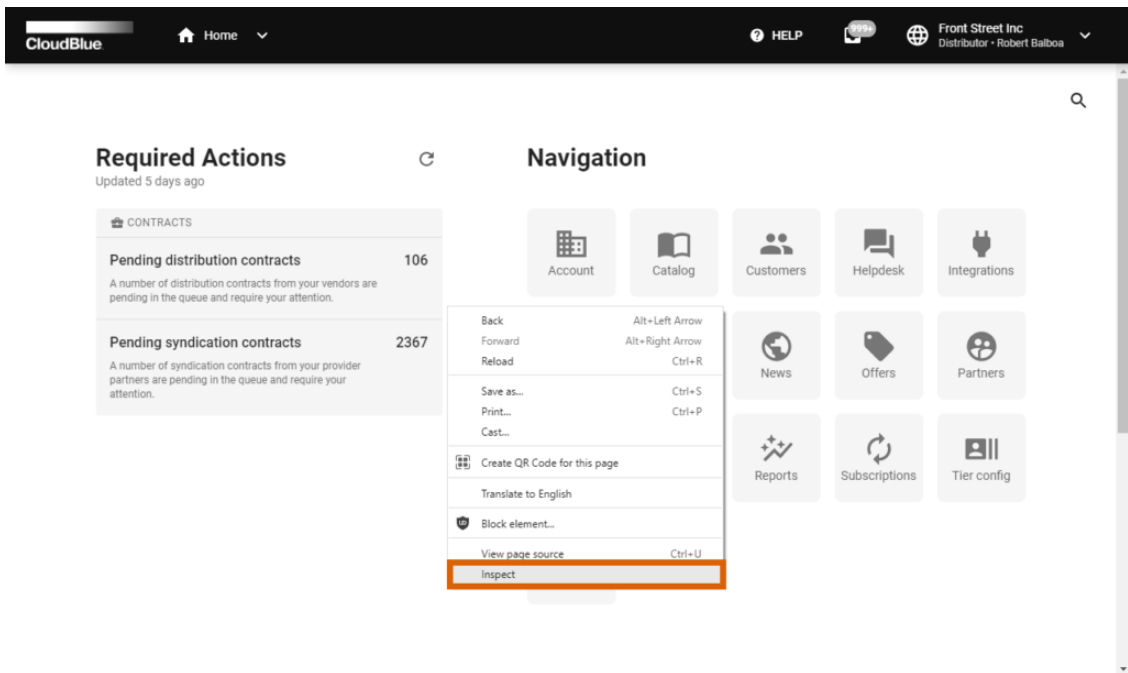 CloudBlue
Home
HELP
999+
Front Street Inc
Distributor • Robert Balboa
Required Actions
Updated 5 days ago
CONTRACTS
Pending distribution contracts 106
A number of distribution contracts from your vendors are
pending in the queue and require your attention.
Pending syndication contracts 2367
A number of syndication contracts from your provider
partners are pending in the queue and require your
attention.
Navigation
Account
Catalog
Customers
Helpdesk
Integrations
News
Offers
Partners
Reports
Subscriptions
Tier config
Back Alt+Left Arrow
Forward Alt+Right Arrow
Reload Ctrl+R
Save as... Ctrl+S
Print... Ctrl+P
Cast...
Create QR Code for this page
Translate to English
Block element...
View page source Ctrl+U
Inspect